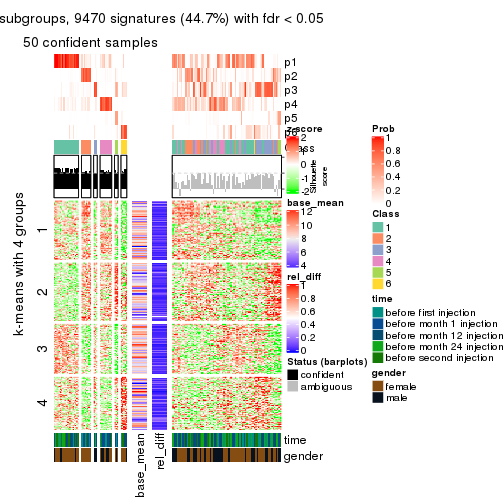 subgroups, 9470 signatures (44.7%) with fdr < 0.05
50 confident samples
p1
p2
p3
p4
p5
Silhouette
score
k-means with 4 groups
1
2
3
4
time
gender
base_mean
rel_diff
z-score
2
1
0
-1
-2
base_mean
12
10
8
6
4
rel_diff
1
0.8
0.6
0.4
0.2
0
Status (barplots)
confident
ambiguous
Prob
1
0.8
0.6
0.4
0.2
0
Class
1
2
3
4
5
6
time
before first injection
before month 1 injection
before month 12 injection
before month 24 injection
before second injection
gender
female
male